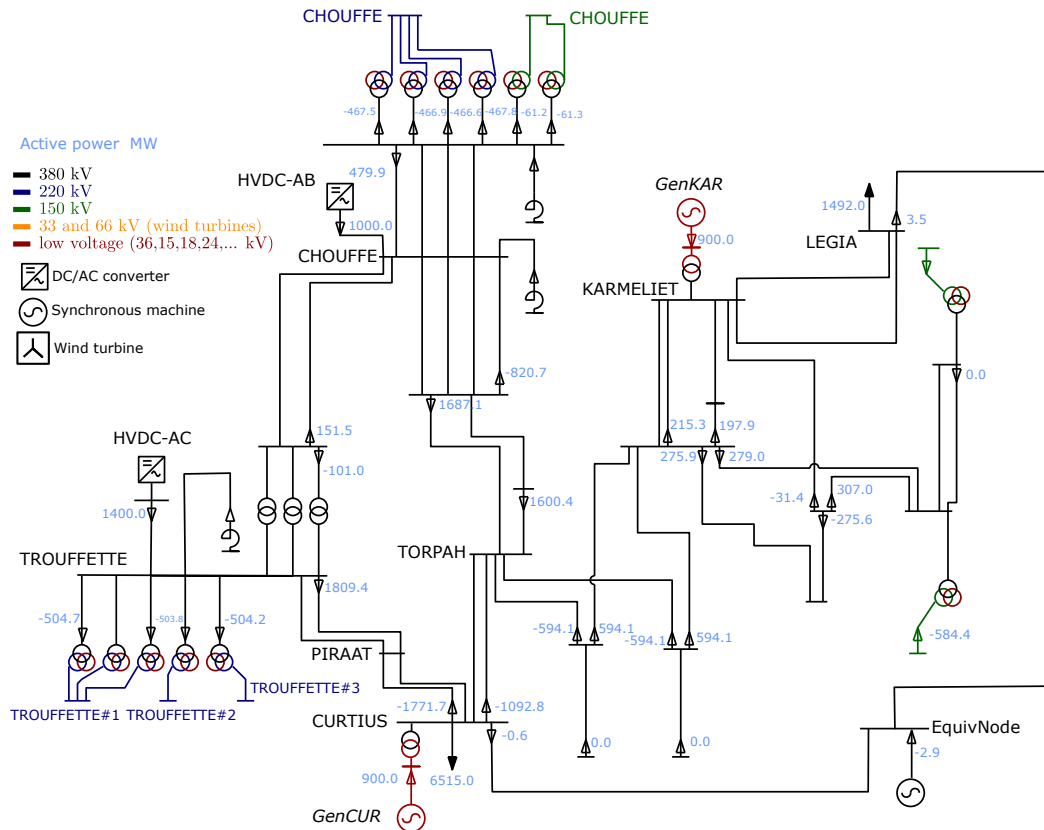 CHOUFFE
CHOUFFE
-467.5
-466.9
-466.6
-467.8
-61.2
-61.3
Active power  MW
380 kV
220 kV
150 kV
33 and 66 kV (wind turbines)
low voltage (36,15,18,24,... kV)
DC/AC converter
Synchronous machine
Wind turbine
479.9
HVDC-AB
1000.0
CHOUFFE
GenKAR
900.0
KARMELIET
1492.0
3.5
LEGIA
0.0
-820.7
1687.1
151.5
-101.0
HVDC-AC
1400.0
215.3
197.9
275.9
279.0
-31.4
307.0
-275.6
1600.4
TROUFFETTE
TORPAH
1809.4
-504.7
-503.8
-504.2
PIRAAT
-594.1
594.1
-594.1
594.1
-584.4
TROUFFETTE#3
TROUFFETTE#1
TROUFFETTE#2
CURTIUS
-1771.7
-1092.8
-0.6
EquivNode
0.0
0.0
-2.9
900.0
6515.0
GenCUR